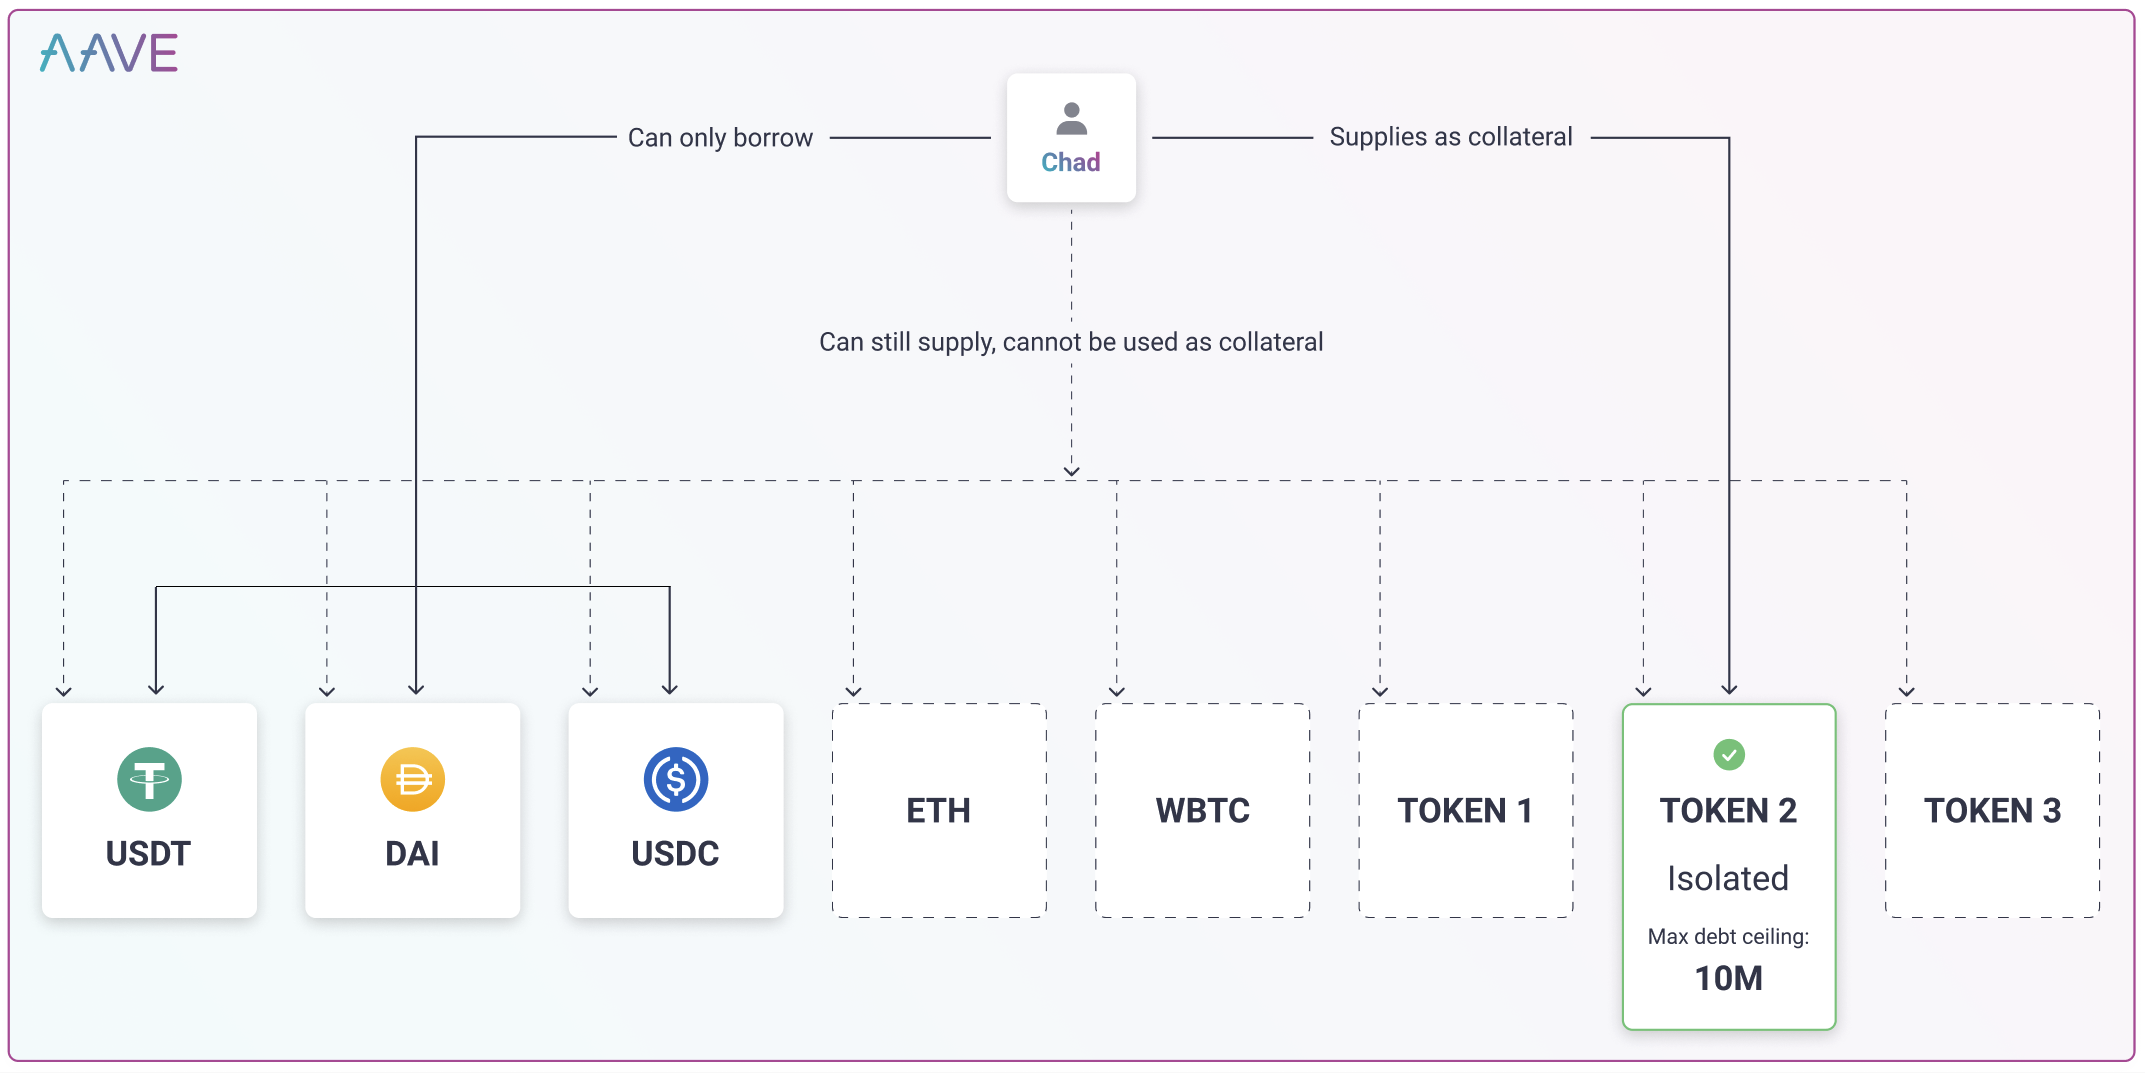 AAVE
Can only borrow
Chad
Supplies as collateral
Can still supply, cannot be used as collateral
USDT
DAI
USDC
ETH
WBTC
TOKEN 1
TOKEN 2
Isolated
Max debt ceiling:
10M
TOKEN 3